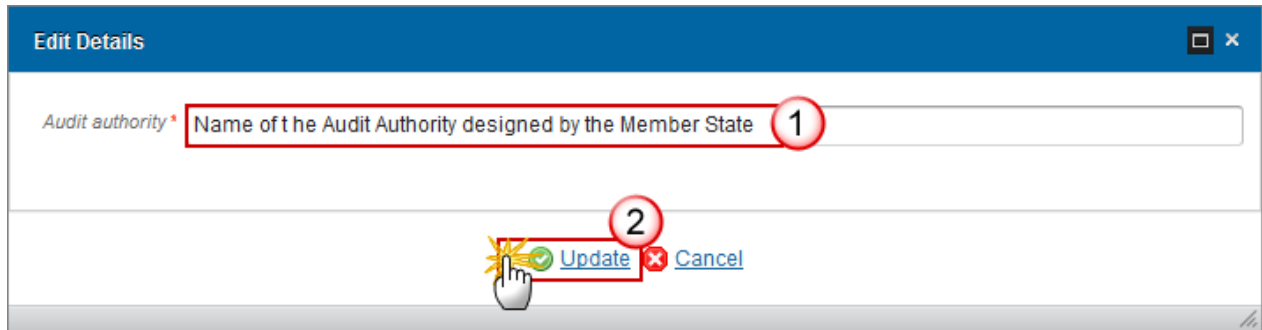 Edit Details
Audit authority * Name of t he Audit Authority designed by the Member State 1
2
Update Cancel